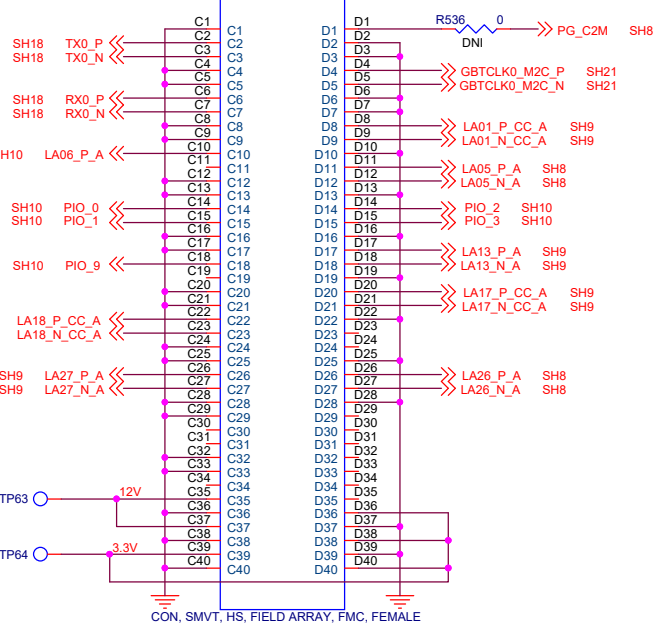 C1 C1 D1 D1 R536 0 PG_C2M SH8
DNI
C2 C2 D2 D2
SH18 TX0_P
C3 C3 D3 D3
SH18 TX0_N
C4 C4 D4 D4 GBTCLK0_M2C_P SH21
C5 C5 D5 D5 GBTCLK0_M2C_N SH21
C6 C6 D6 D6
SH18 RX0_P
C7 C7 D7 D7
SH18 RX0_N
C8 C8 D8 D8 LA01_P_CC_A SH9
C9 C9 D9 D9 LA01_N_CC_A SH9
H10 LA06_P_A C10 C10 D10 D10
C11 C11 D11 D11 LA05_P_A SH8
C12 C12 D12 D12 LA05_N_A SH8
C13 C13 D13 D13
SH10 PIO_0 C14 C14 D14 D14 PIO_2 SH10
SH10 PIO_1 C15 C15 D15 D15 PIO_3 SH10
C16 C16 D16 D16
C17 C17 D17 D17 LA13_P_A SH9
SH10 PIO_9 C18 C18 D18 D18 LA13_N_A SH9
C19 C19 D19 D19
C20 C20 D20 D20 LA17_P_CC_A SH9
C21 C21 D21 D21 LA17_N_CC_A SH9
LA18_P_CC_A C22 C22 D22 D22
LA18_N_CC_A C23 C23 D23 D23
C24 C24 D24 D24
C25 C25 D25 D25
SH9 LA27_P_A C26 C26 D26 D26 LA26_P_A SH8
SH9 LA27_N_A C27 C27 D27 D27 LA26_N_A SH8
C28 C28 D28 D28
C29 C29 D29 D29
C30 C30 D30 D30
C31 C31 D31 D31
C32 C32 D32 D32
C33 C33 D33 D33
C34 C34 D34 D34
TP63 12V C35 C35 D35 D35
C36 C36 D36 D36
C37 C37 D37 D37
C38 C38 D38 D38
TP64 3.3V C39 C39 D39 D39
C40 C40 D40 D40
CON, SMVT, HS, FIELD ARRAY, FMC, FEMALE